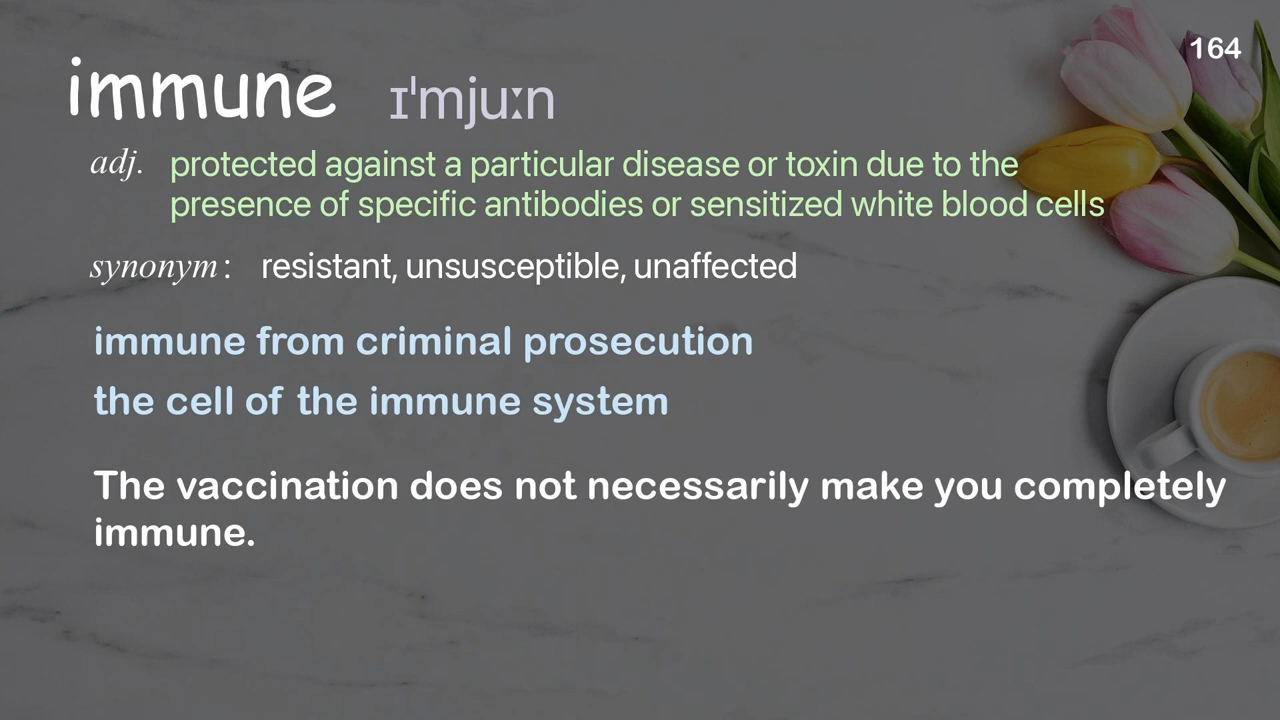 164
immune ɪˈmjuːn
adj. protected against a particular disease or toxin due to the
presence of specific antibodies or sensitized white blood cells
synonym : resistant, unsusceptible, unaffected
immune from criminal prosecution
the cell of the immune system
The vaccination does not necessarily make you completely
immune.